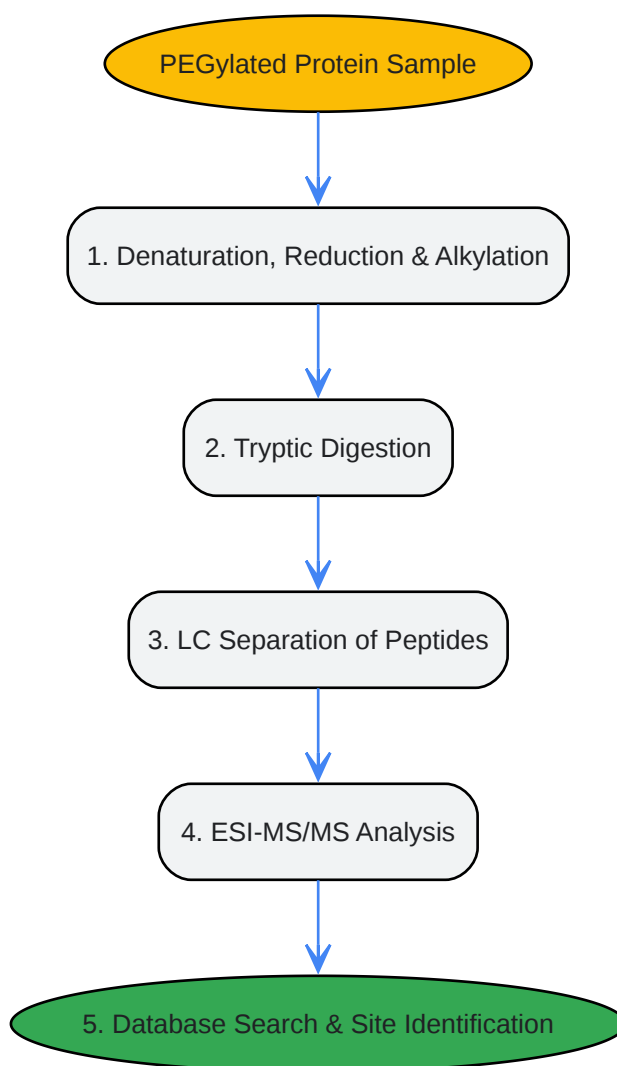 PEGylated Protein Sample
1. Denaturation, Reduction & Alkylation
2. Tryptic Digestion
3. LC Separation of Peptides
4. ESI-MS/MS Analysis
5. Database Search & Site Identification